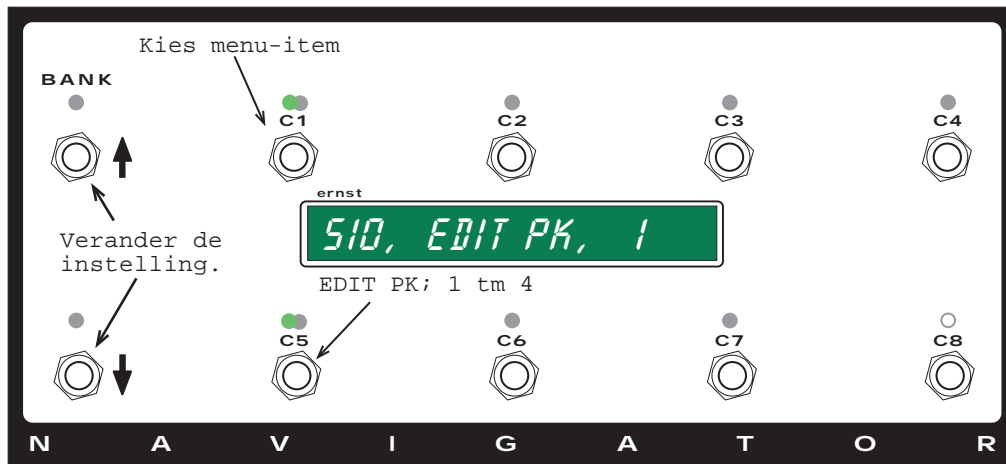 Kies menu-item
BANK
C1
C2
C3
C4
ernst
SIO, EDIT PK, 1
Verander de
instelling.
EDIT PK; 1 tm 4
C5
C6
C7
C8
N A V I G A T O R